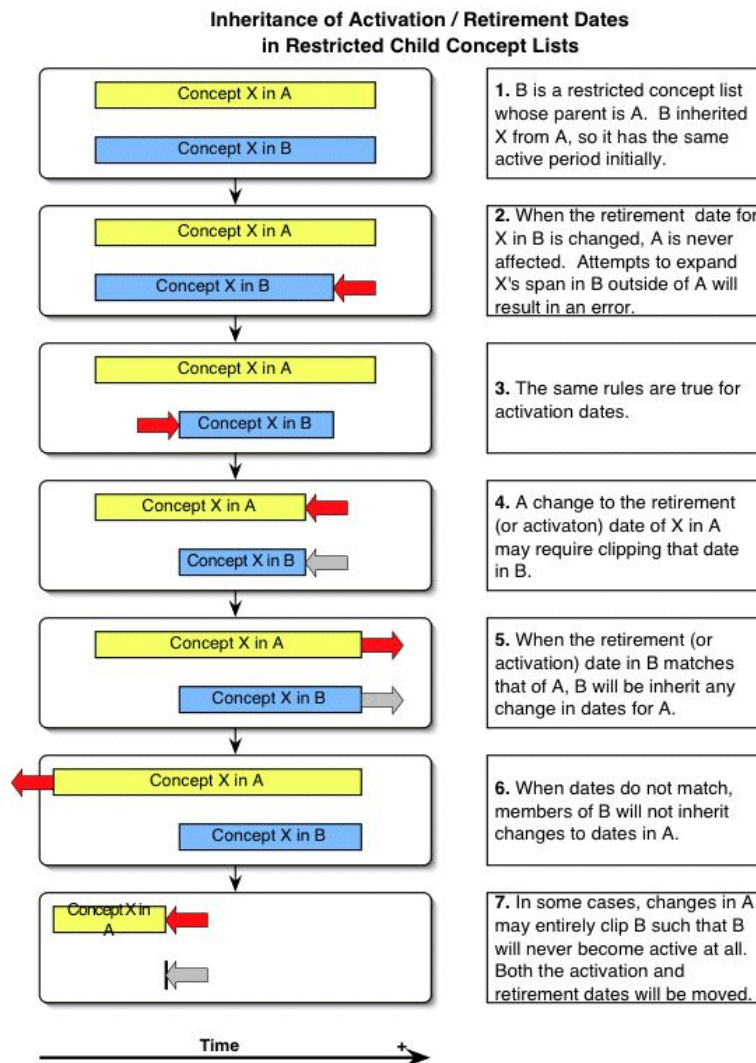 Inheritance of Activation / Retirement Dates
in Restricted Child Concept Lists
Concept X in A
Concept X in B
1. B is a restricted concept list
whose parent is A.  B inherited
X from A, so it has the same
active period initially.
Concept X in A
Concept X in B
2. When the retirement  date for
X in B is changed, A is never
affected.  Attempts to expand
X's span in B outside of A will
result in an error.
Concept X in A
Concept X in B
3. The same rules are true for
activation dates.
Concept X in A
Concept X in B
4. A change to the retirement
(or activaton) date of X in A
may require clipping that date
in B.
Concept X in A
Concept X in B
5. When the retirement (or
activation) date in B matches
that of A, B will be inherit any
change in dates for A.
Concept X in A
Concept X in B
6. When dates do not match,
members of B will not inherit
changes to dates in A.
Concept X in
A
7. In some cases, changes in A
may entirely clip B such that B
will never become active at all.
Both the activation and
retirement dates will be moved.
Time +